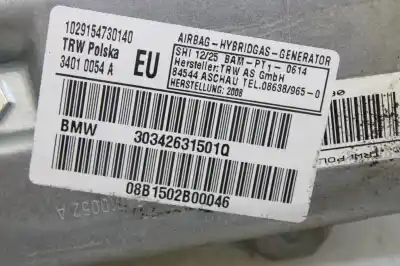 1029154730140
TRW Polska
3401 0054 A
EU
AIRBAG-HYBRIDGAS-GENERATOR
SHI 12/25 BAM-PT1-0614
Hersteller:TRW AS GmbH
84544 ASCHAU TEL.08638/965-0
HERSTELLUNG: 2008
BMW 30342631501Q
08B1502B00046